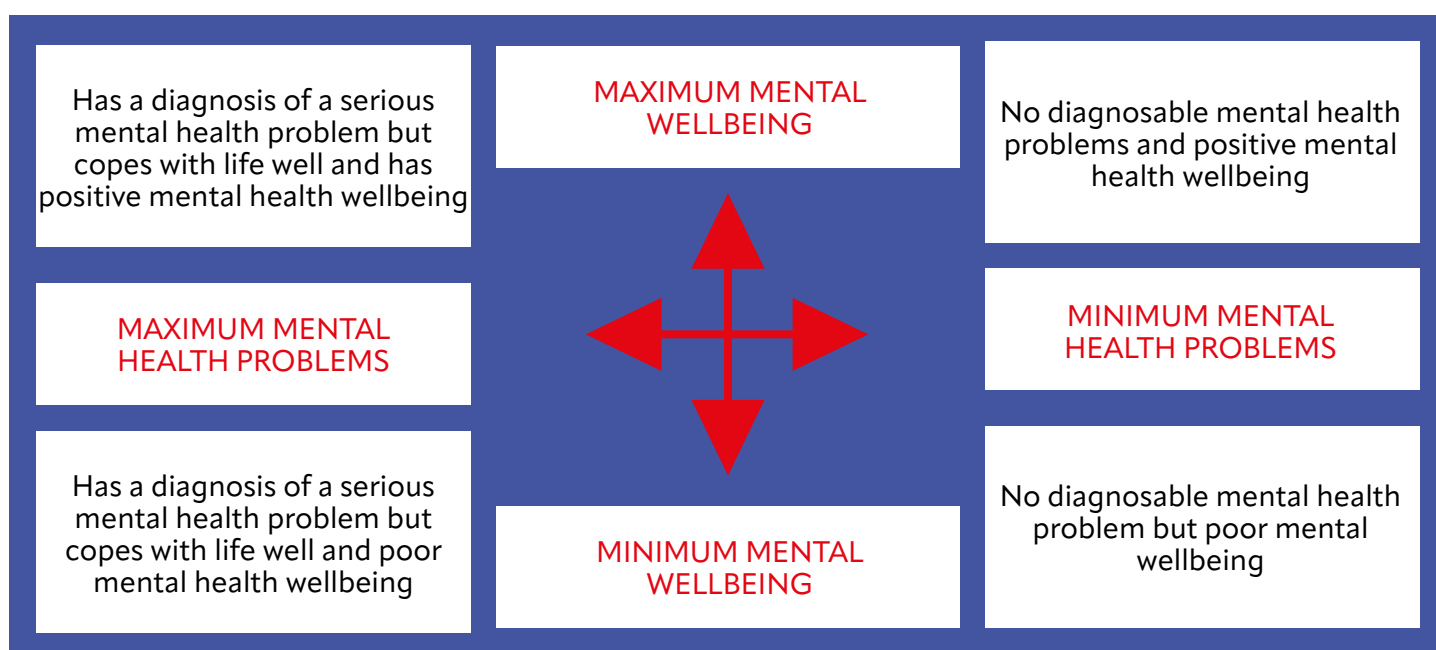 Has a diagnosis of a serious
mental health problem but
copes with life well and has
positive mental health wellbeing
MAXIMUM MENTAL
WELLBEING
No diagnosable mental health
problems and positive mental
health wellbeing
MAXIMUM MENTAL
HEALTH PROBLEMS
MINIMUM MENTAL
HEALTH PROBLEMS
Has a diagnosis of a serious
mental health problem but
copes with life well and poor
mental health wellbeing
MINIMUM MENTAL
WELLBEING
No diagnosable mental health
problem but poor mental
wellbeing